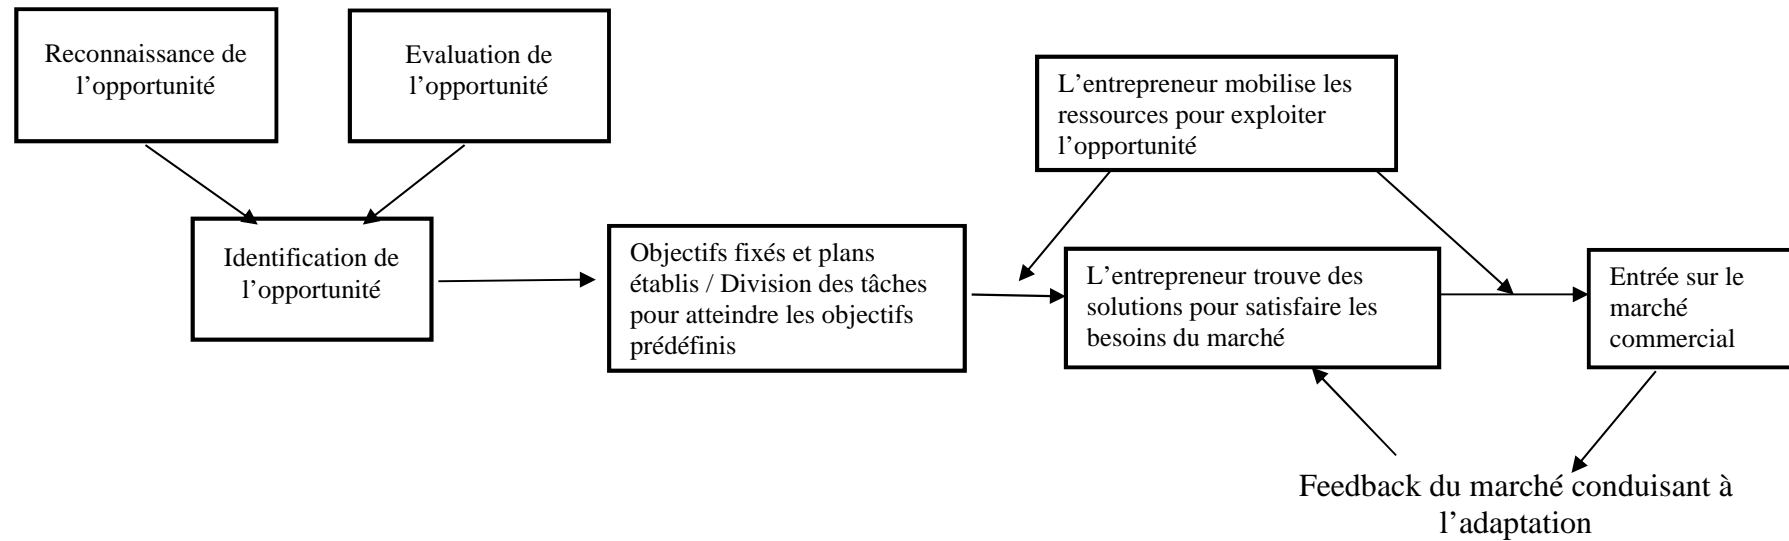 Reconnaissance de
l’opportunité
Evaluation de
l’opportunité
L’entrepreneur mobilise les
ressources pour exploiter
l’opportunité
Identification de
l’opportunité
Objectifs fixés et plans
établis / Division des tâches
pour atteindre les objectifs
prédéfinis
L’entrepreneur trouve des
solutions pour satisfaire les
besoins du marché
Entrée sur le
marché
commercial
Feedback du marché conduisant à
l’adaptation